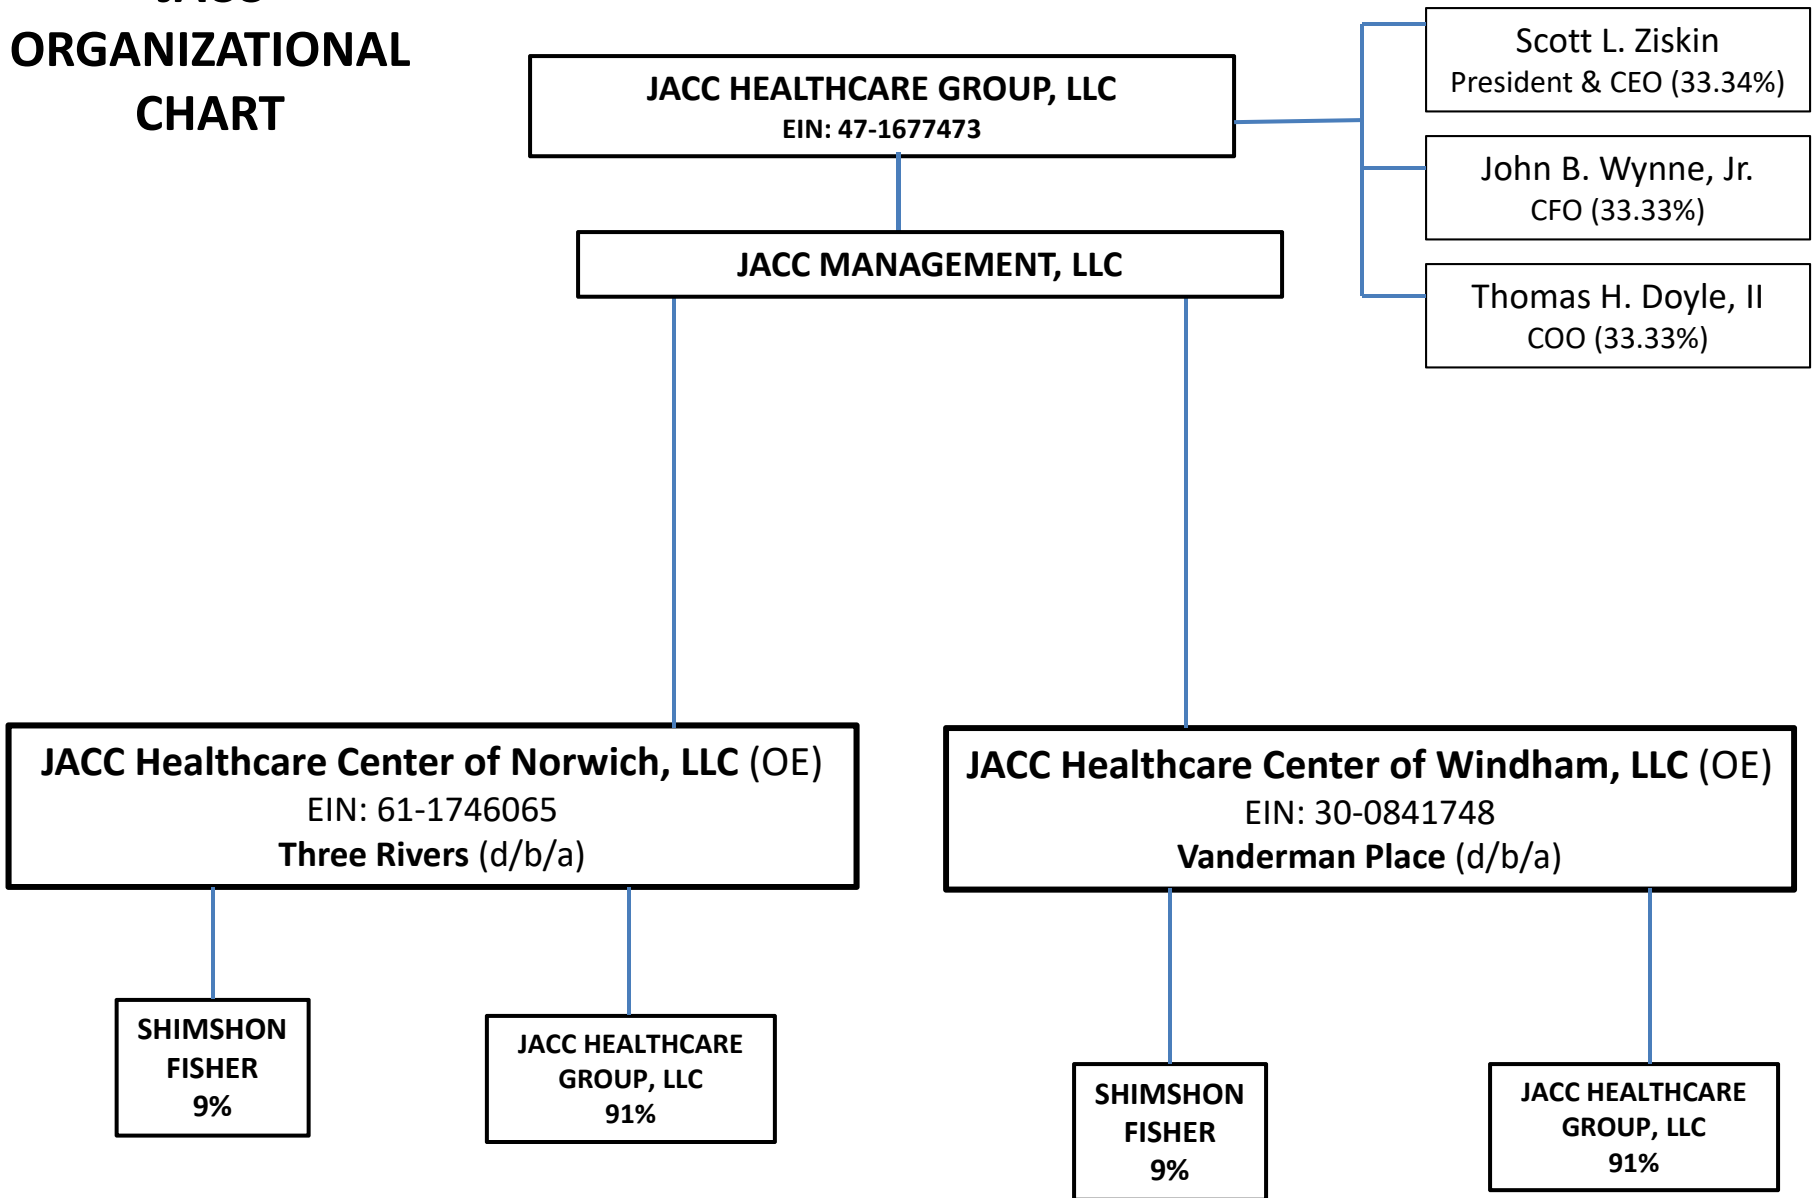 ORGANIZATIONAL
CHART
JACC HEALTHCARE GROUP, LLC
EIN: 47-1677473
Scott L. Ziskin
President & CEO (33.34%)
John B. Wynne, Jr.
CFO (33.33%)
Thomas H. Doyle, II
COO (33.33%)
JACC MANAGEMENT, LLC
JACC Healthcare Center of Norwich, LLC (OE)
EIN: 61-1746065
Three Rivers (d/b/a)
JACC Healthcare Center of Windham, LLC (OE)
EIN: 30-0841748
Vanderman Place (d/b/a)
SHIMSHON
FISHER
9%
JACC HEALTHCARE
GROUP, LLC
91%
SHIMSHON
FISHER
9%
JACC HEALTHCARE
GROUP, LLC
91%